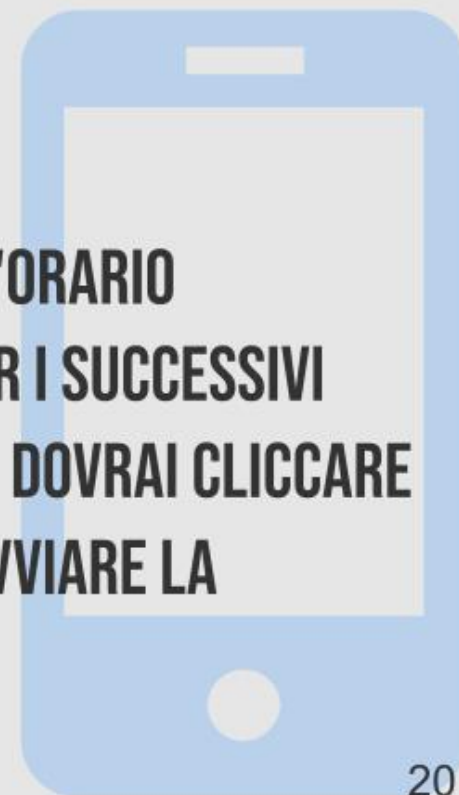 'ORARIO
R I SUCCESSIVI
DOVRAI CLICCARE
VVIARE LA
20